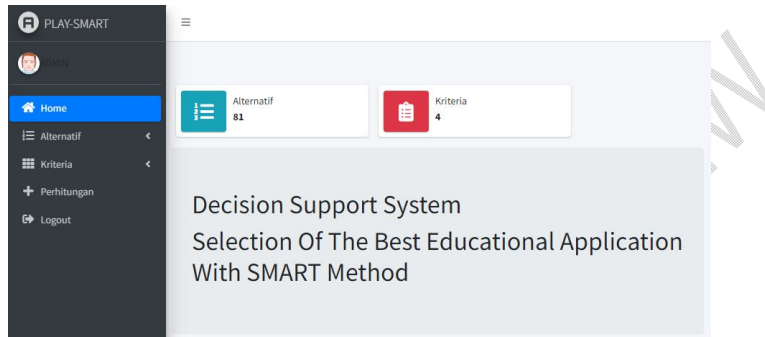 PLAY-SMART
ADMIN
Home
Alternatif
Kriteria
Perhitungan
Logout
Alternatif
81
Kriteria
4
Decision Support System
Selection Of The Best Educational Application
With SMART Method